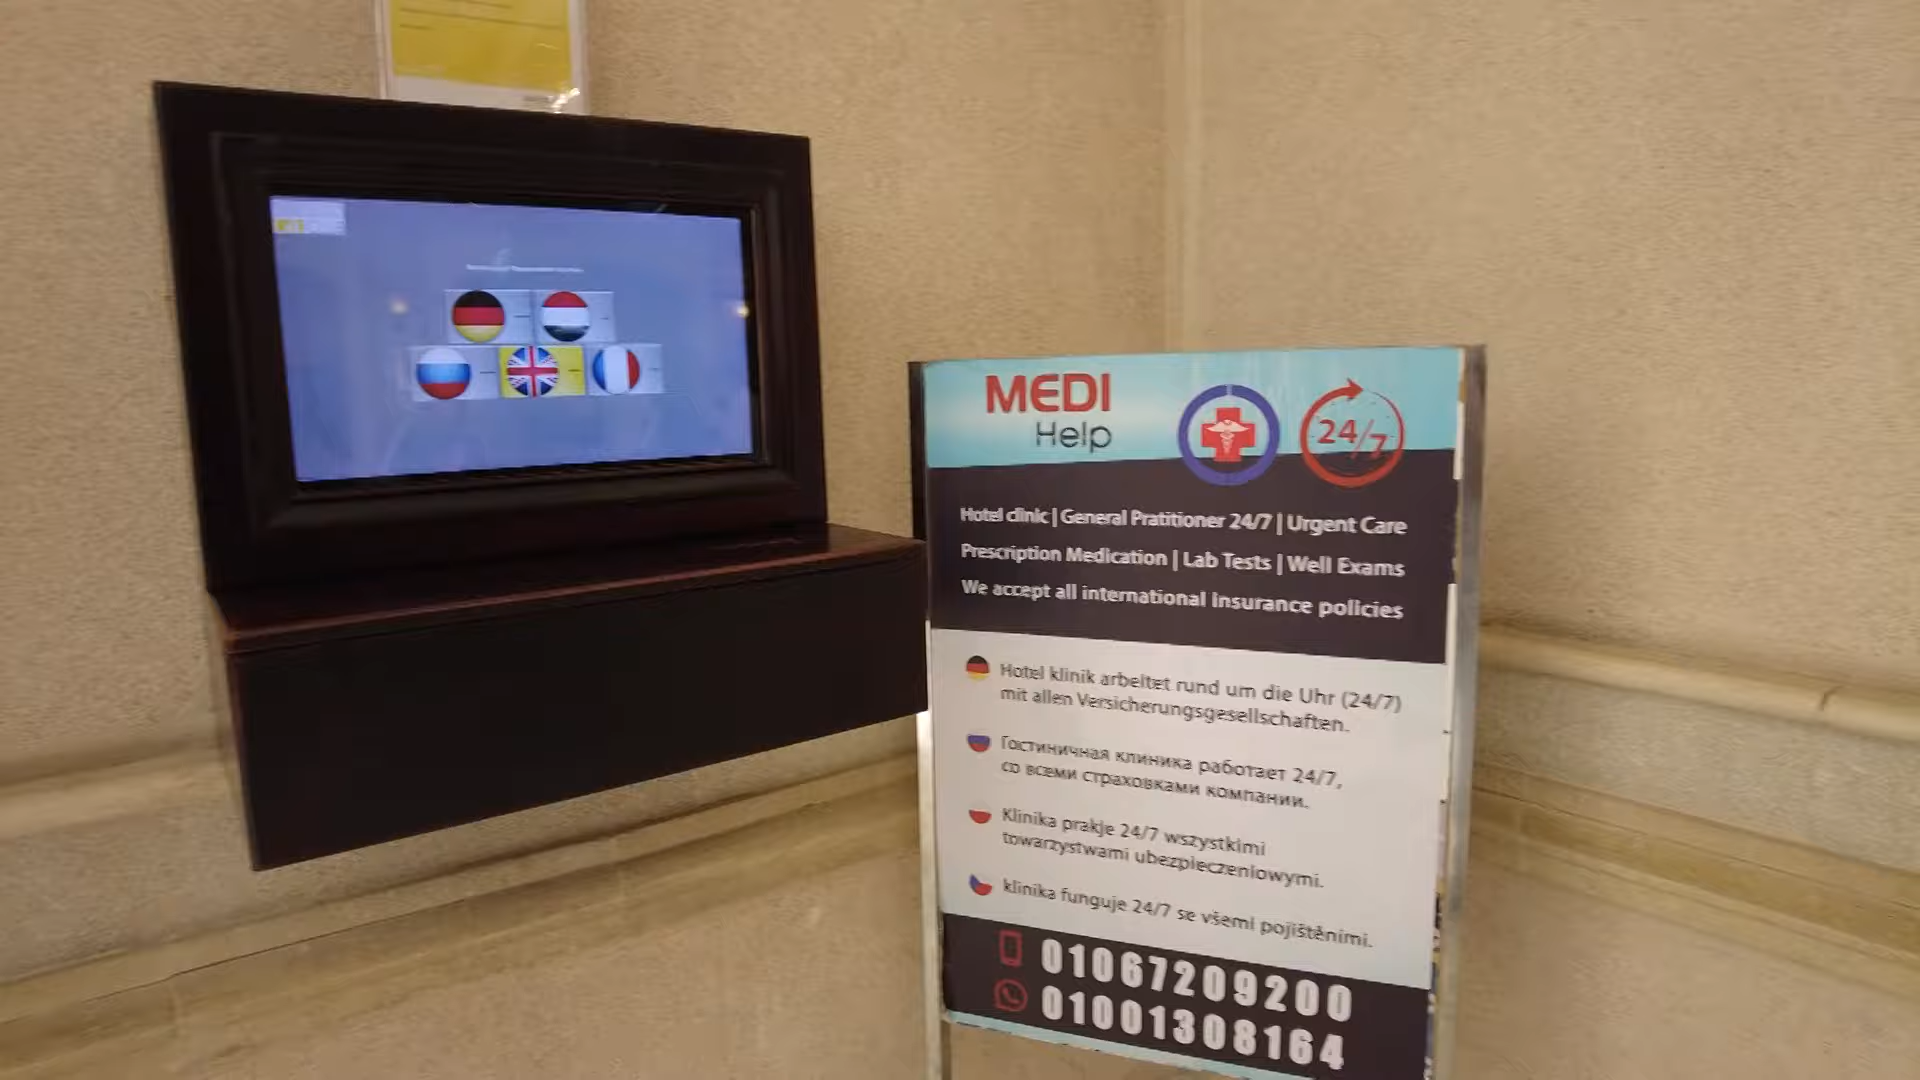 MEDI
Help
24/7
Hotel clinic | General Pratitioner 24/7 | Urgent Care
Prescription Medication | Lab Tests | Well Exams
We accept all international Insurance policies
Hotel klinik arbeitet rund um die Uhr (24/7)
mit allen Versicherungsgesellschaften.
Гостиничная клиника работает 24/7,
со всеми страховками компании.
Klinika prakje 24/7 wszystkimi
towarzystwami ubezpieczeniowymi.
klinika funguje 24/7 se všemi pojištěnimi.
01067209200
01001308164